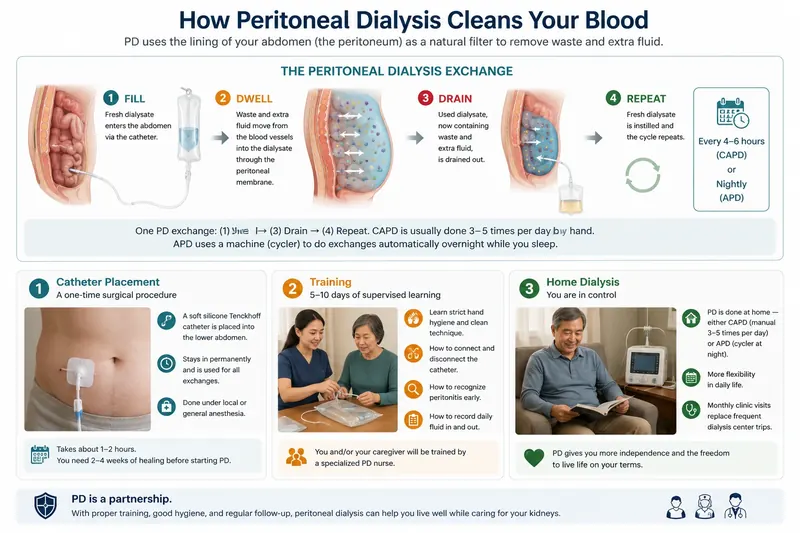 How Peritoneal Dialysis Cleans Your Blood
PD uses the lining of your abdomen (the peritoneum) as a natural filter to remove waste and extra fluid.
THE PERITONEAL DIALYSIS EXCHANGE
1 FILL
Fresh dialysate
enters the abdomen
via the catheter.
2 DWELL
Waste and extra
fluid move from
the blood vessels
into the dialysate
through the
peritoneal
membrane.
3 DRAIN
Used dialysate,
now containing
waste and
extra fluid,
is drained out.
4 REPEAT
Fresh dialysate
is instilled and
the cycle repeats.
Every 4–6 hours
(CAPD)
or
Nightly
(APD)
One PD exchange: (1) → (3) Drain → (4) Repeat. CAPD is usually done 3–5 times per day hand.
APD uses a machine (cycler) to do exchanges automatically overnight while you sleep.
1 Catheter Placement
A one-time surgical procedure
A soft silicone Tenckhoff
catheter is placed into
the lower abdomen.
Stays in permanently
and is used for all
exchanges.
Done under local or
general anesthesia.
Takes about 1–2 hours.
You need 2–4 weeks of healing before starting PD.
2 Training
5–10 days of supervised learning
Learn strict hand
hygiene and clean
technique.
How to connect and
disconnect the
catheter.
How to recognize
peritonitis early.
How to record daily
fluid in and out.
You and/or your caregiver will be trained by
a specialized PD nurse.
3 Home Dialysis
You are in control
PD is done at home —
either CAPD (manual
3–5 times per day)
or APD (cycler at
night).
More flexibility
in daily life.
Monthly clinic visits
replace frequent
dialysis center trips.
PD gives you more independence and the freedom
to live life on your terms.
PD is a partnership.
With proper training, good hygiene, and regular follow-up, peritoneal dialysis can help you live well while caring for your kidneys.